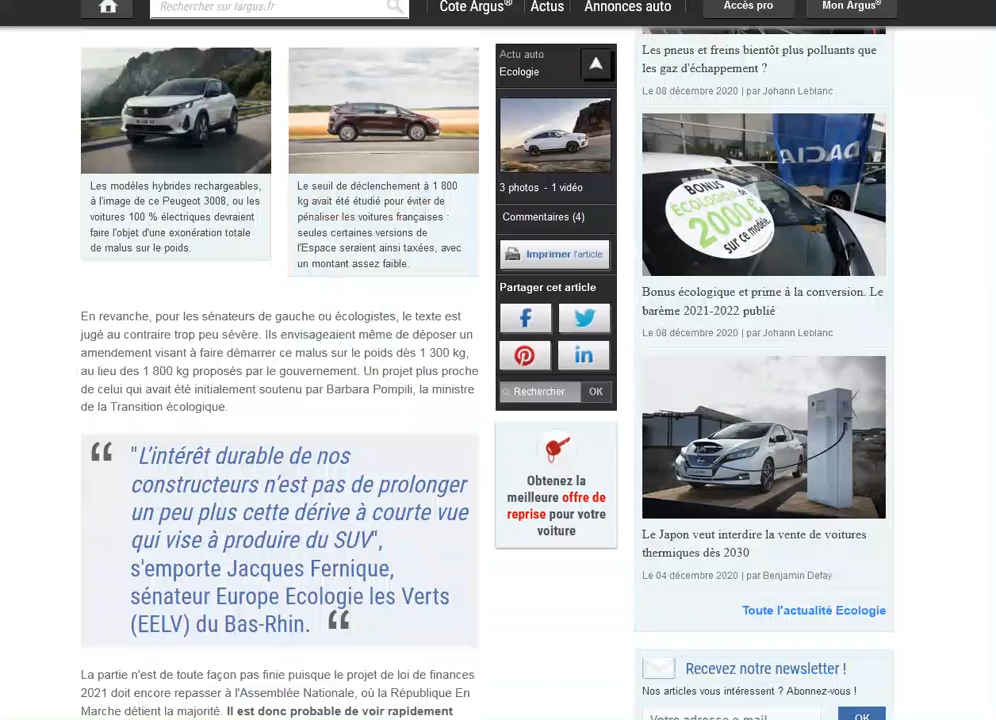 Rechercher sur largus.fr
Cote Argus®
Actus
Annonces auto
Accès pro
Mon Argus®
Les modèles hybrides rechargeables,
à l'image de ce Peugeot 3008, ou les
voitures 100 % électriques devraient
faire l'objet d'une exonération totale
de malus sur le poids.
Le seuil de déclenchement à 1 800
kg avait été étudié pour éviter de
pénaliser les voitures françaises :
seules certaines versions de
l'Espace seraient ainsi taxées, avec
un montant assez faible.
En revanche, pour les sénateurs de gauche ou écologistes, le texte est
jugé au contraire trop peu sévère. Ils envisageaient même de déposer un
amendement visant à faire démarrer ce malus sur le poids dès 1 300 kg,
au lieu des 1 800 kg proposés par le gouvernement. Un projet plus proche
de celui qui avait été initialement soutenu par Barbara Pompili, la ministre
de la Transition écologique.
"L'intérêt durable de nos
constructeurs n'est pas de prolonger
un peu plus cette dérive à courte vue
qui vise à produire du SUV",
s'emporte Jacques Fernique,
sénateur Europe Ecologie les Verts
(EELV) du Bas-Rhin.
La partie n'est de toute façon pas finie puisque le projet de loi de finances
2021 doit encore repasser à l'Assemblée Nationale, où la République En
Marche détient la majorité. Il est donc probable de voir rapidement
Actu auto
Ecologie
3 photos - 1 vidéo
Commentaires (4)
Imprimer l'article
Partager cet article
Rechercher
OK
Obtenez la
meilleure offre de
reprise pour votre
voiture
Les pneus et freins bientôt plus polluants que
les gaz d'échappement ?
Le 08 décembre 2020 | par Johann Leblanc
DACIA
BONUS
ÉCOLOGIQUE de
2000 €
sur ce modèle
Bonus écologique et prime à la conversion. Le
barème 2021-2022 publié
Le 08 décembre 2020 | par Johann Leblanc
Le Japon veut interdire la vente de voitures
thermiques dès 2030
Le 04 décembre 2020 | par Benjamin Defay
Toute l'actualité Ecologie
Recevez notre newsletter !
Nos articles vous intéressent ? Abonnez-vous !
Votre adresse e-mail
OK